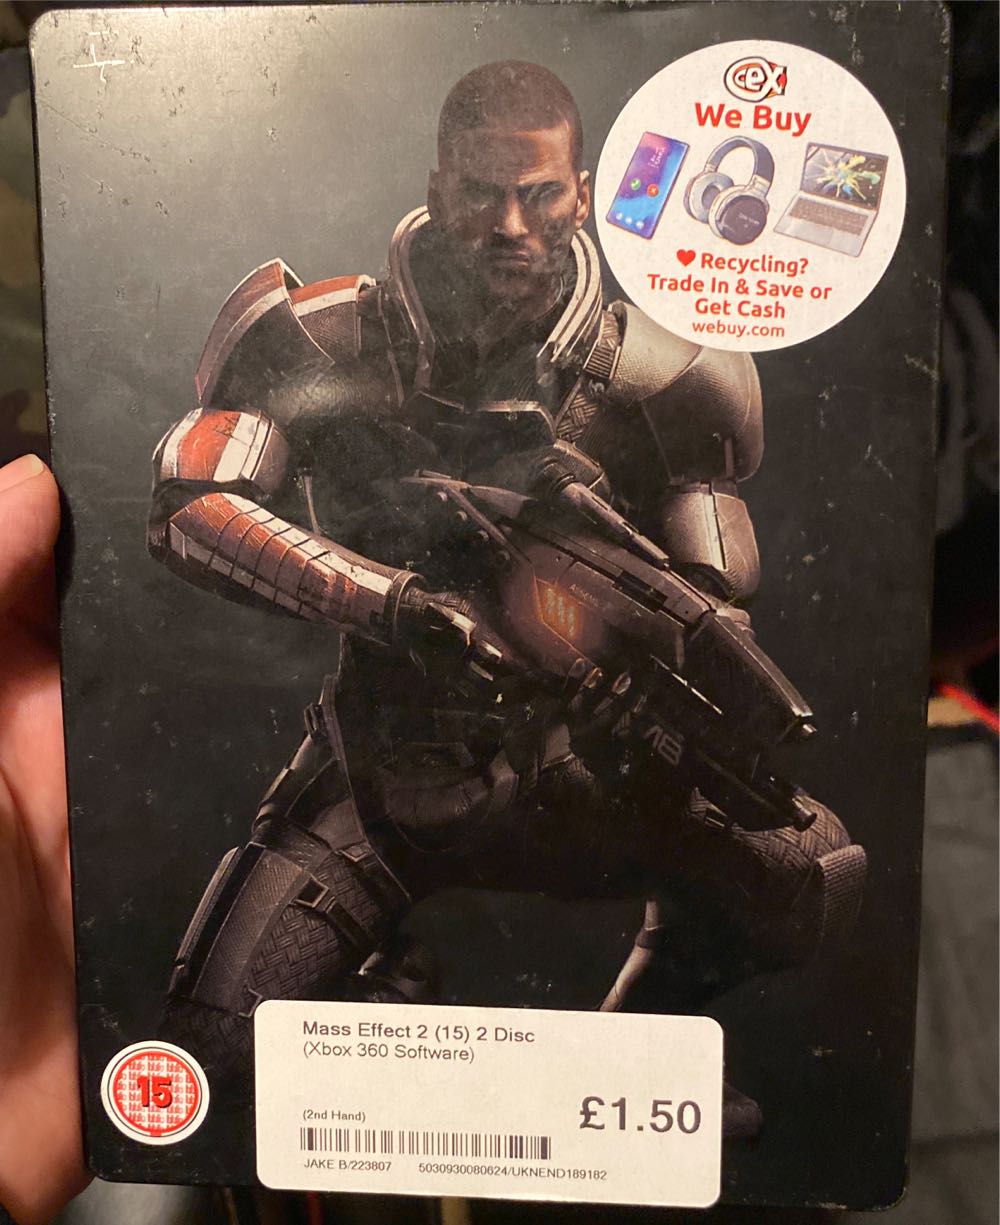 CeX
We Buy
Recycling?
Trade In & Save or
Get Cash
webuy.com
A8
Mass Effect 2 (15) 2 Disc
(Xbox 360 Software)
15
(2nd Hand)
£1.50
JAKE B/223807 5030930080624/UKNEND189182